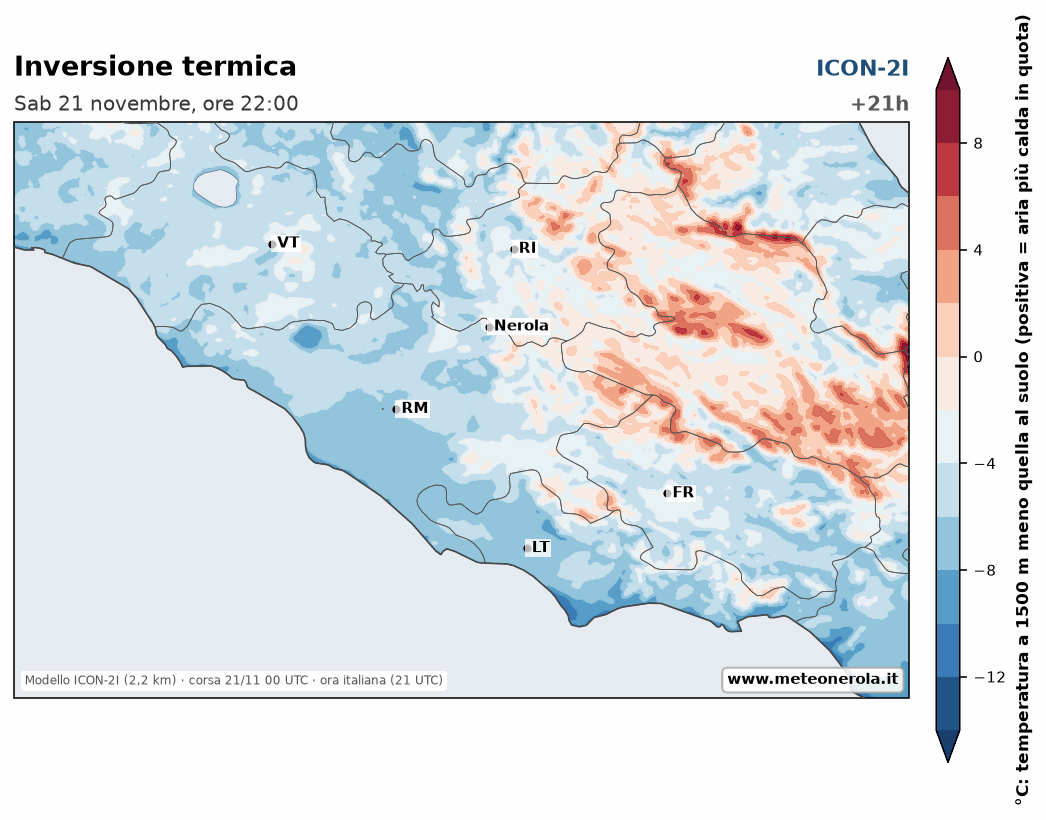 Inversione termica
ICON-2I
Sab 21 novembre, ore 22:00
+21h
VT
RI
Nerola
RM
FR
LT
Modello ICON-2I (2,2 km) · corsa 21/11 00 UTC · ora italiana (21 UTC)
www.meteonerola.it
8
4
0
−4
−8
−12
°C: temperatura a 1500 m meno quella al suolo (positiva = aria più calda in quota)